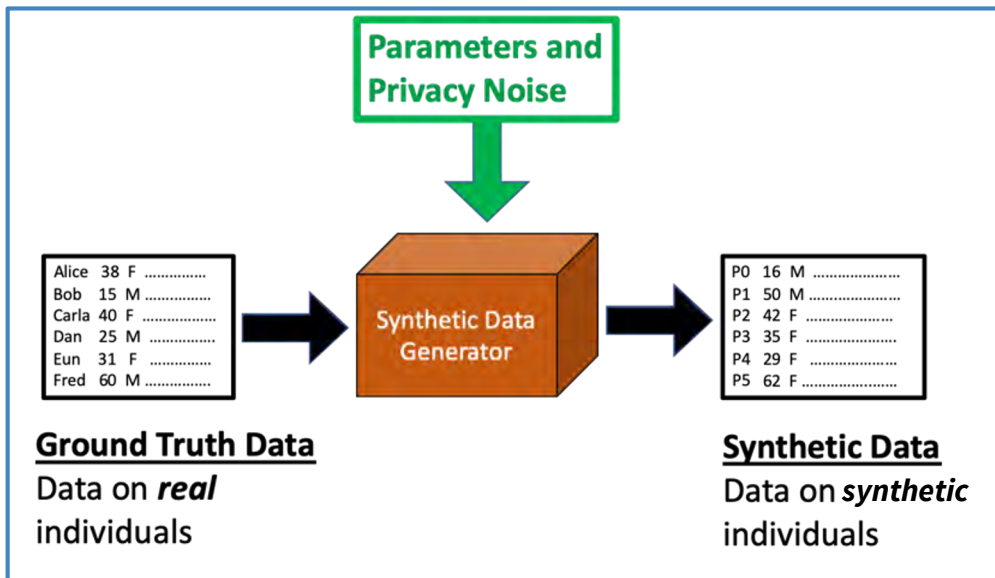 Parameters and
Privacy Noise
Alice 38 F ...............
Bob 15 M ................
Carla 40 F ..................
Dan 25 M ................
Eun 31 F ................
Fred 60 M ................
Synthetic Data
Generator
P0 16 M .....................
P1 50 M ......................
P2 42 F .....................
P3 35 F ......................
P4 29 F ......................
P5 62 F .......................
Ground Truth Data
Data on real
individuals
Synthetic Data
Data on synthetic
individuals